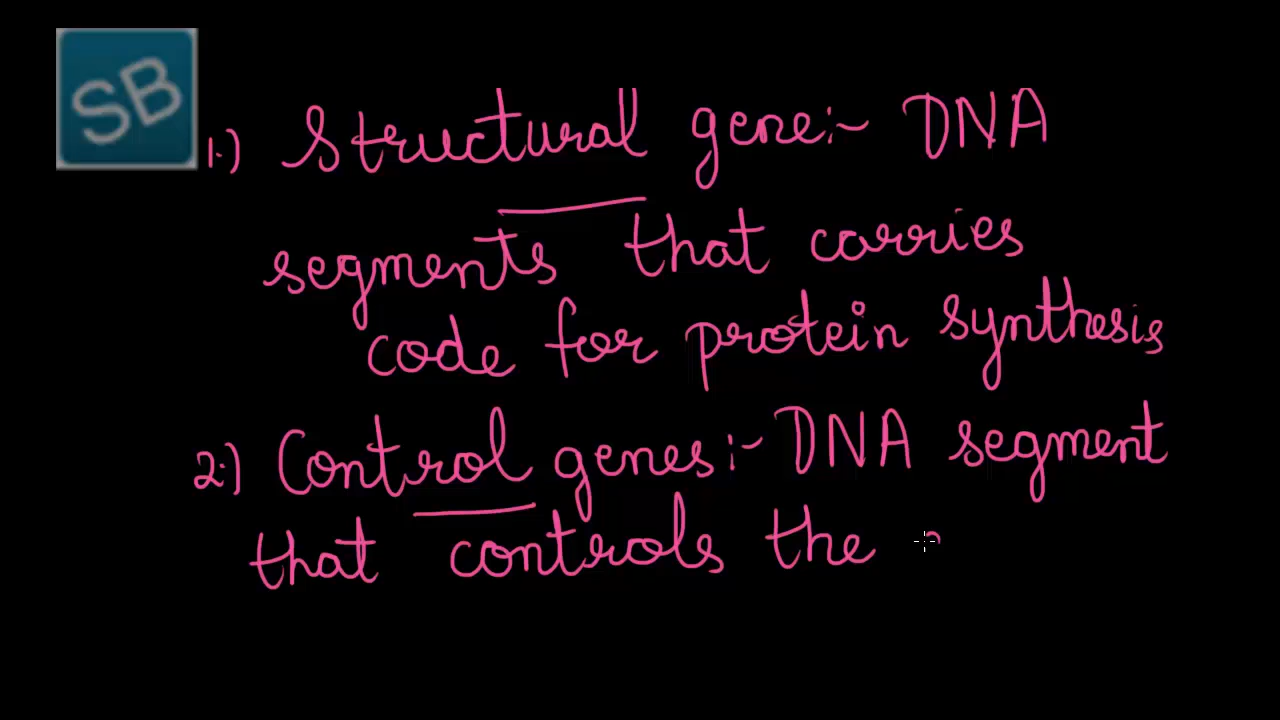 SB
1.) Structural gene:- DNA
segments that carries
code for protein synthesis
2.) Control genes:- DNA segment
that controls the